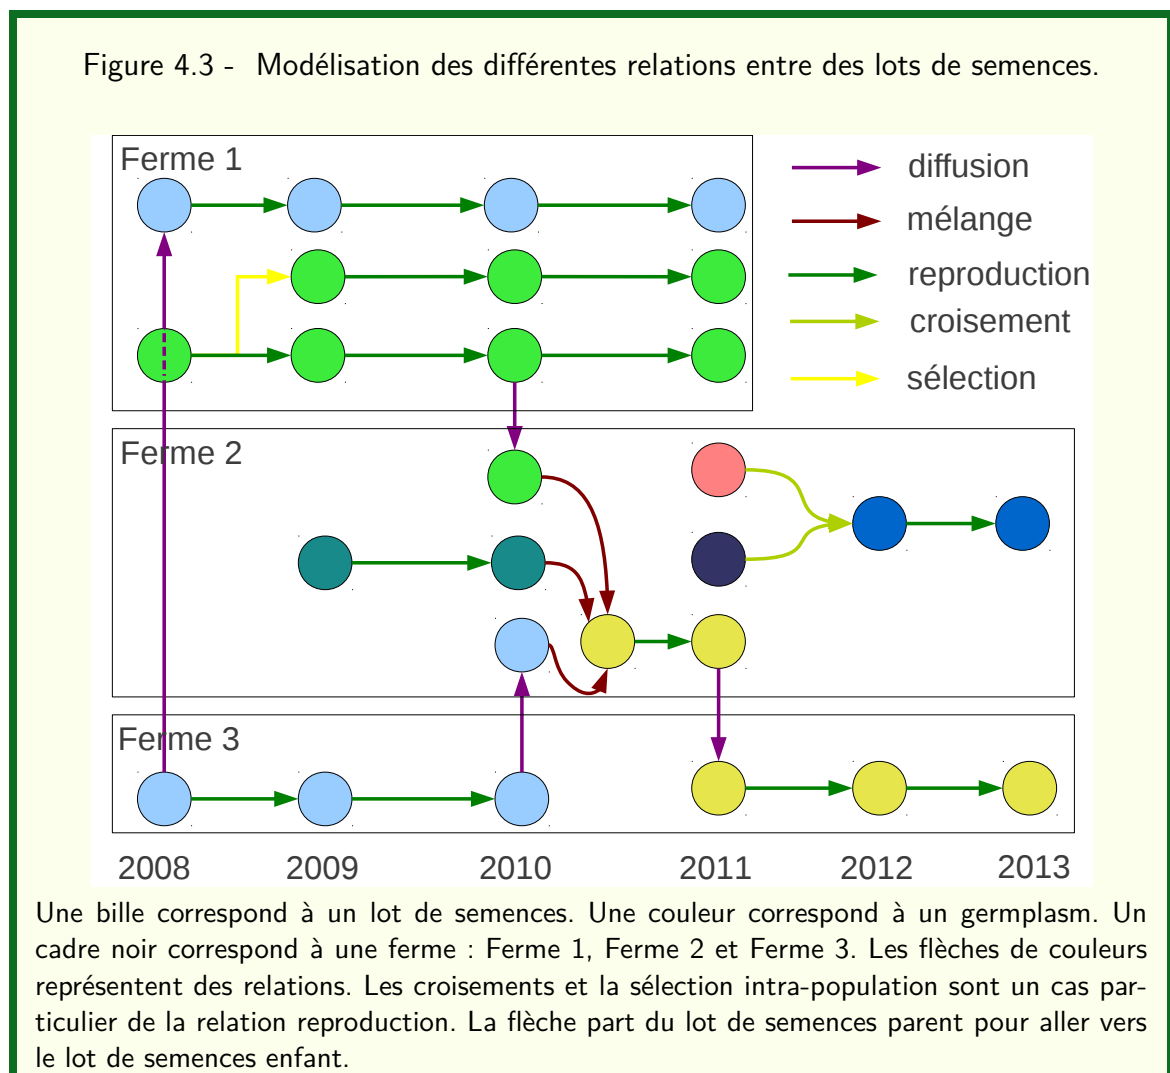 Figure 4.3 - Modélisation des différentes relations entre des lots de semences.
Ferme 1
diffusion
mélange
reproduction
croisement
sélection
Ferme 2
Ferme 3
2008 2009 2010 2011 2012 2013
Une bille correspond à un lot de semences. Une couleur correspond à un germplasm. Un
cadre noir correspond à une ferme : Ferme 1, Ferme 2 et Ferme 3. Les flèches de couleurs
représentent des relations. Les croisements et la sélection intra-population sont un cas par-
ticulier de la relation reproduction. La flèche part du lot de semences parent pour aller vers
le lot de semences enfant.